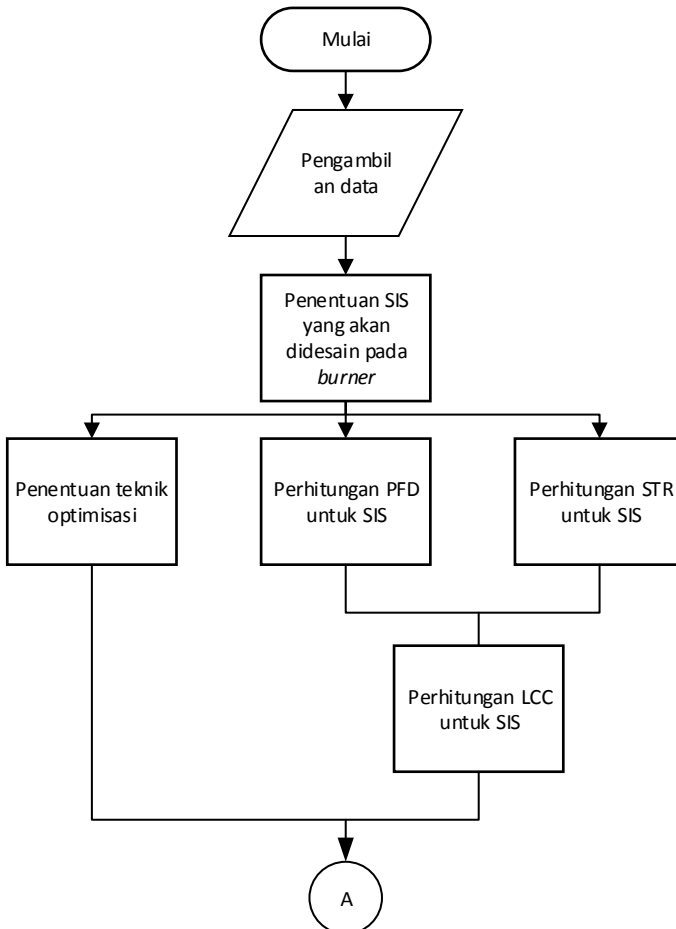 Mulai
Pengambil
an data
Penentuan SIS
yang akan
didesain pada
burner
Penentuan teknik
optimisasi
Perhitungan PFD
untuk SIS
Perhitungan STR
untuk SIS
Perhitungan LCC
untuk SIS
A